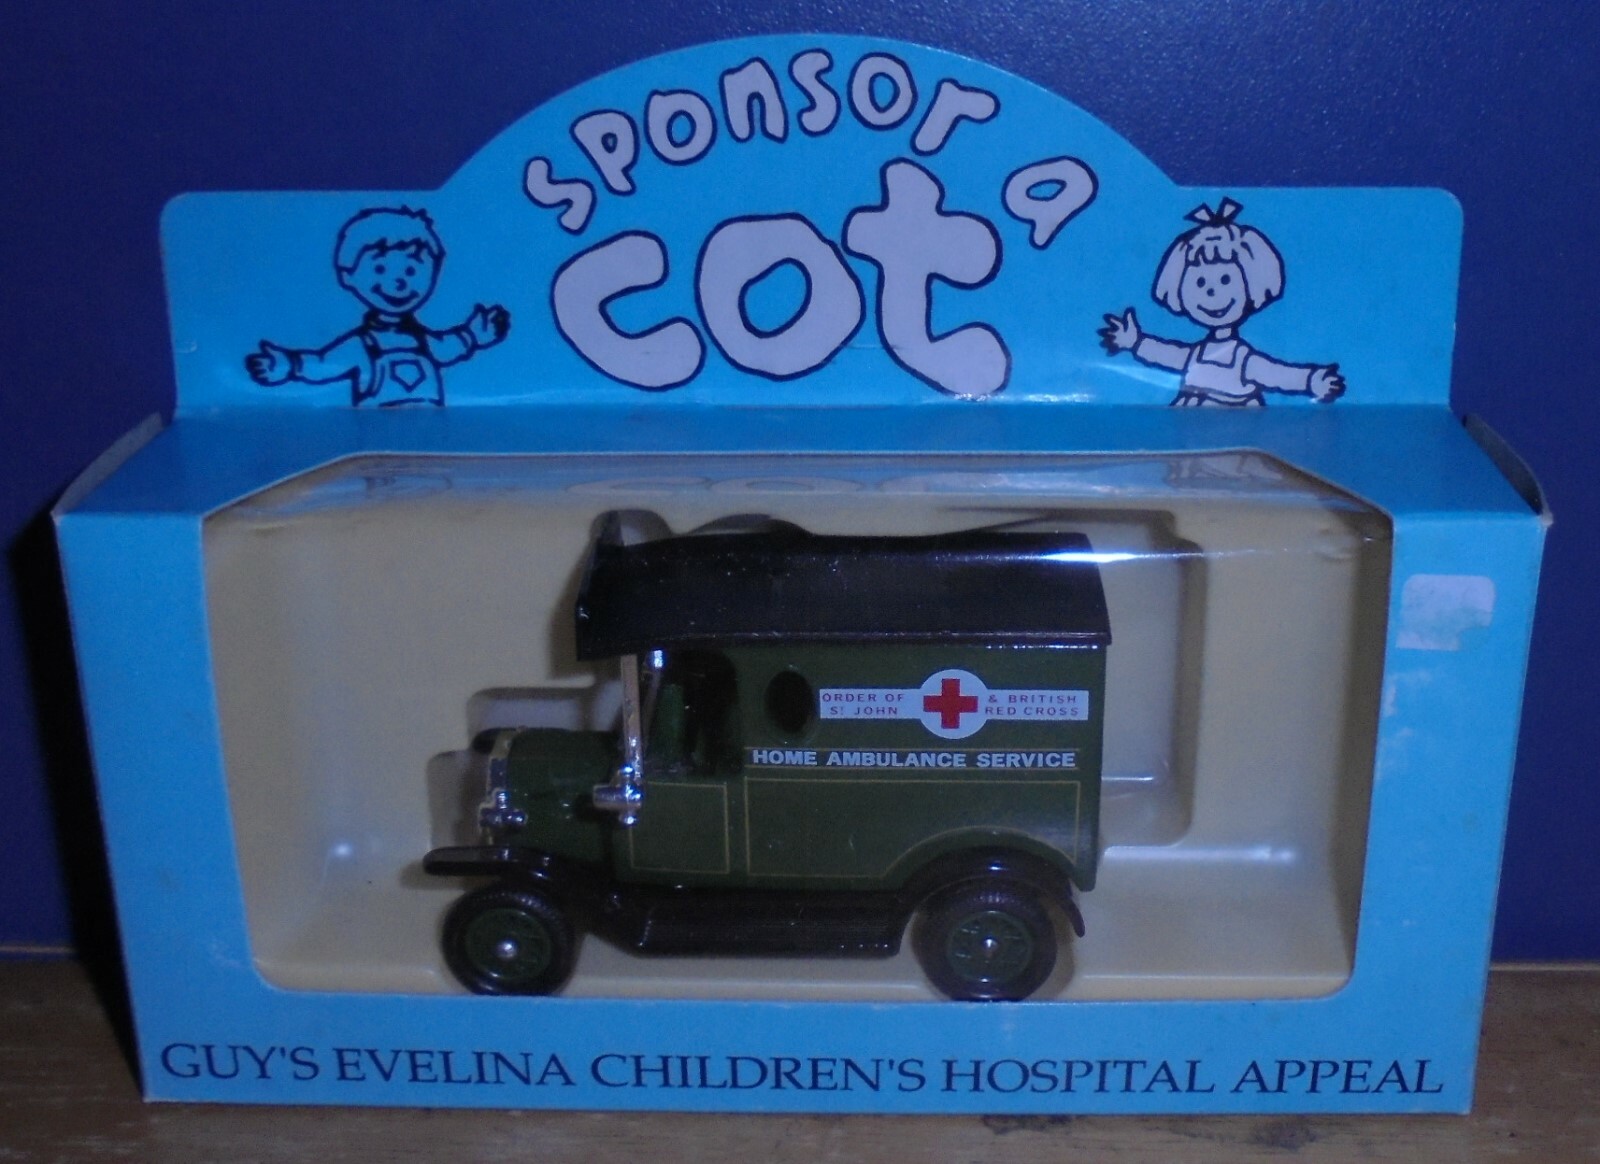 sponsor a
cot
ORDER OF & BRITISH
St JOHN RED CROSS
HOME AMBULANCE SERVICE
GUY'S EVELINA CHILDREN'S HOSPITAL APPEAL